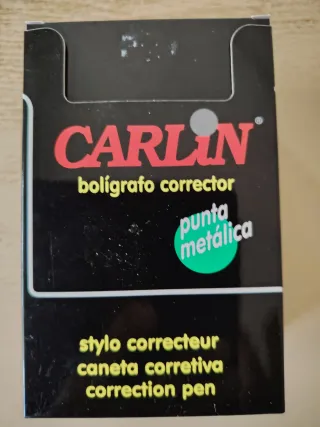 CARLiN®
bolígrafo corrector
punta
metálica
stylo correcteur
caneta corretiva
correction pen